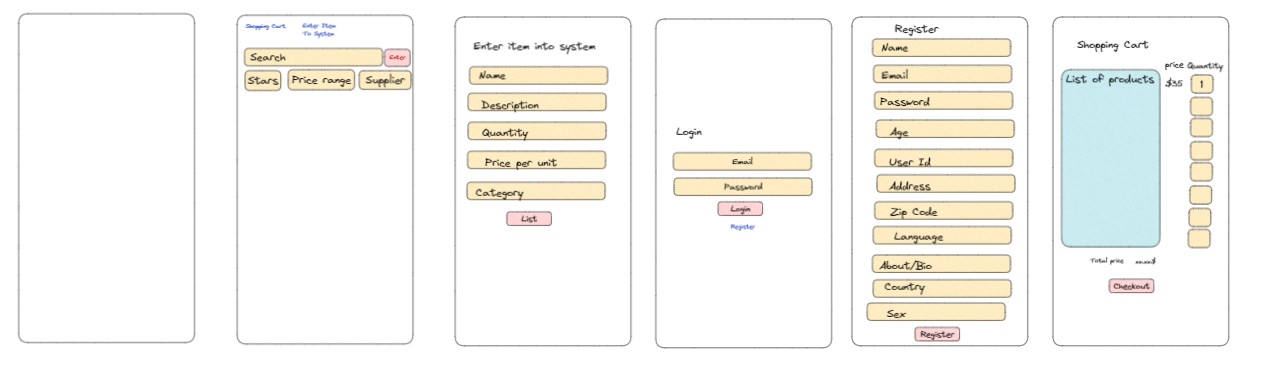 Shopping Cart
Enter Item
To System
Search
Enter
Stars
Price range
Supplier
Enter item into system
Name
Description
Quantity
Price per unit
Category
List
Login
Email
Password
Login
Register
Register
Name
Email
Password
Age
User Id
Address
Zip Code
Language
About/Bio
Country
Sex
Register
Shopping Cart
price Quantity
List of products $35 1
Total price
Checkout